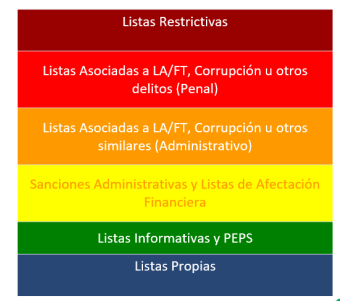 Listas Restrictivas
Listas Asociadas a LA/FT, Corrupción u otros
delitos (Penal)
Listas Asociadas a LA/FT, Corrupción u otros
similares (Administrativo)
Sanciones Administrativas y Listas de Afectación
Financiera
Listas Informativas y PEPS
Listas Propias